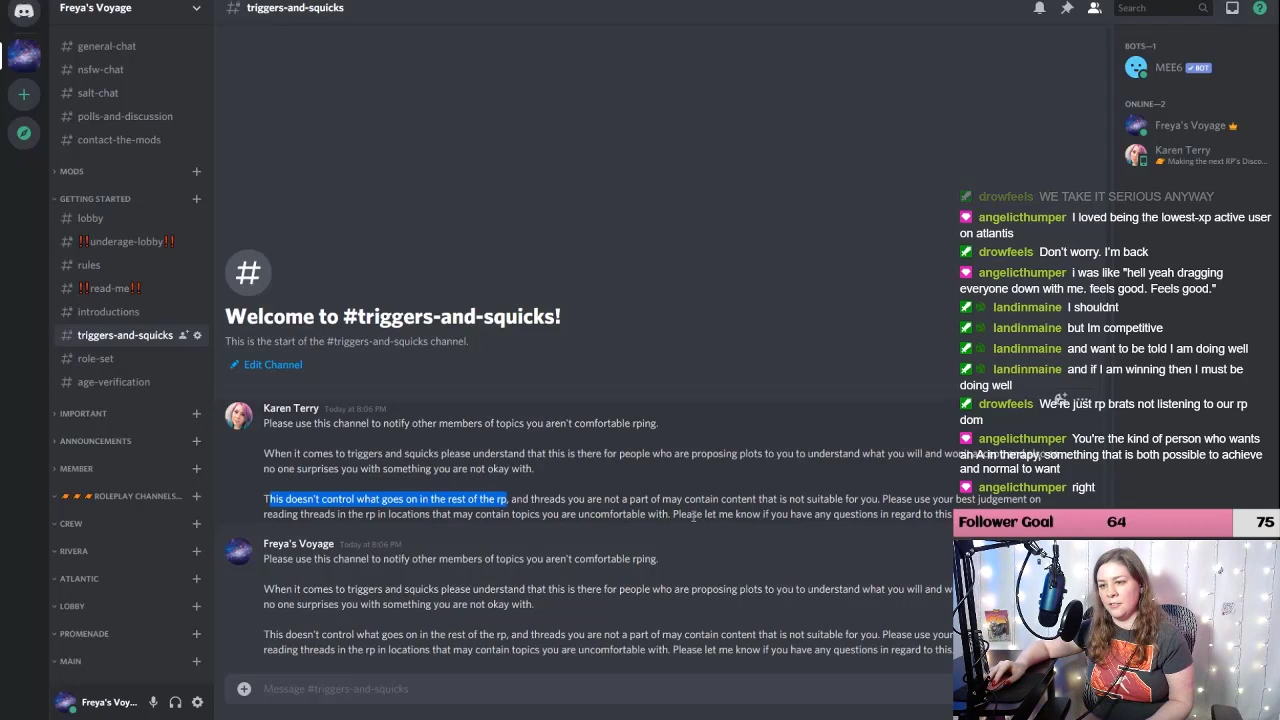 Freya's Voyage
general-chat
nsfw-chat
salt-chat
polls-and-discussion
contact-the-mods
MODS
GETTING STARTED
lobby
!!underage-lobby!!
rules
!!read-me!!
introductions
triggers-and-squicks
role-set
age-verification
IMPORTANT
ANNOUNCEMENTS
MEMBER
ROLEPLAY CHANNELS...
CREW
RIVERA
ATLANTIC
LOBBY
PROMENADE
MAIN
Freya's Voy...
# triggers-and-squicks
Search
Welcome to #triggers-and-squicks!
This is the start of the #triggers-and-squicks channel.
Edit Channel
Karen Terry Today at 8:06 PM
Please use this channel to notify other members of topics you aren't comfortable rping.
When it comes to triggers and squicks please understand that this is there for people who are proposing plots to you to understand what you will and
no one surprises you with something you are not okay with.
This doesn't control what goes on in the rest of the rp, and threads you are not a part of may contain content that is not suitable for you. Please use your best judgement on
reading threads in the rp in locations that may contain topics you are uncomfortable with. Please let me know if you have any questions in regard to this
Freya's Voyage Today at 8:06 PM
Please use this channel to notify other members of topics you aren't comfortable rping.
When it comes to triggers and squicks please understand that this is there for people who are proposing plots to you to understand what you will and w
no one surprises you with something you are not okay with.
This doesn't control what goes on in the rest of the rp, and threads you are not a part of may contain content that is not suitable for you. Please use your
reading threads in the rp in locations that may contain topics you are uncomfortable with. Please let me know if you have any questions in regard to this
Message #triggers-and-squicks
BOTS—1
MEE6 BOT
ONLINE—2
Freya's Voyage
Karen Terry
Making the next RP's Disco...
drowfeels WE TAKE IT SERIOUS ANYWAY
angelicthumper I loved being the lowest-xp active user
on atlantis
drowfeels Don't worry. I'm back
angelicthumper i was like "hell yeah dragging
everyone down with me. feels good. Feels good."
landinmaine I shouldnt
landinmaine but Im competitive
landinmaine and want to be told I am doing well
landinmaine and if I am winning then I must be
doing well
drowfeels We're just rp brats not listening to our rp
dom
angelicthumper You're the kind of person who wants
an A in therapy, something that is both possible to achieve
and normal to want
angelicthumper right
Follower Goal 64 75